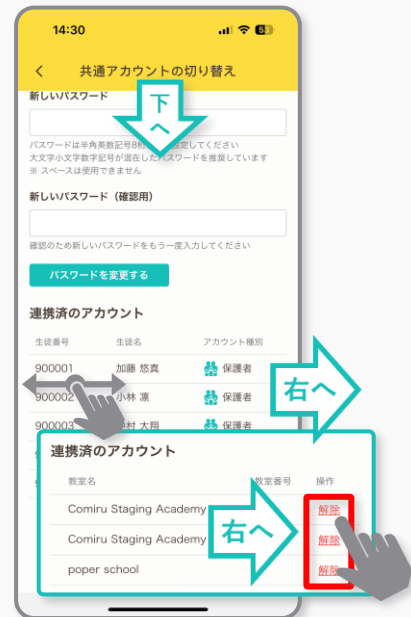 14:30
共通アカウントの切り替え
新しいパスワード
下
へ
パスワードは半角英数記号8
定してください
大文字小文字数字記号が混在した
スワードを推奨しています
※ スペースは使用できません
新しいパスワード（確認用）
確認のため新しいパスワードをもう一度入力してください
パスワードを変更する
連携済のアカウント
生徒番号 生徒名 アカウント種別
900001 加藤 悠真 保護者
右へ
900002 小林 凛 保護者
900003 村 大翔 保護者
連携済のアカウント
教室名 教室番号 操作
Comiru Staging Academy 解除
右へ
Comiru Staging Academy 解除
poper school 解除